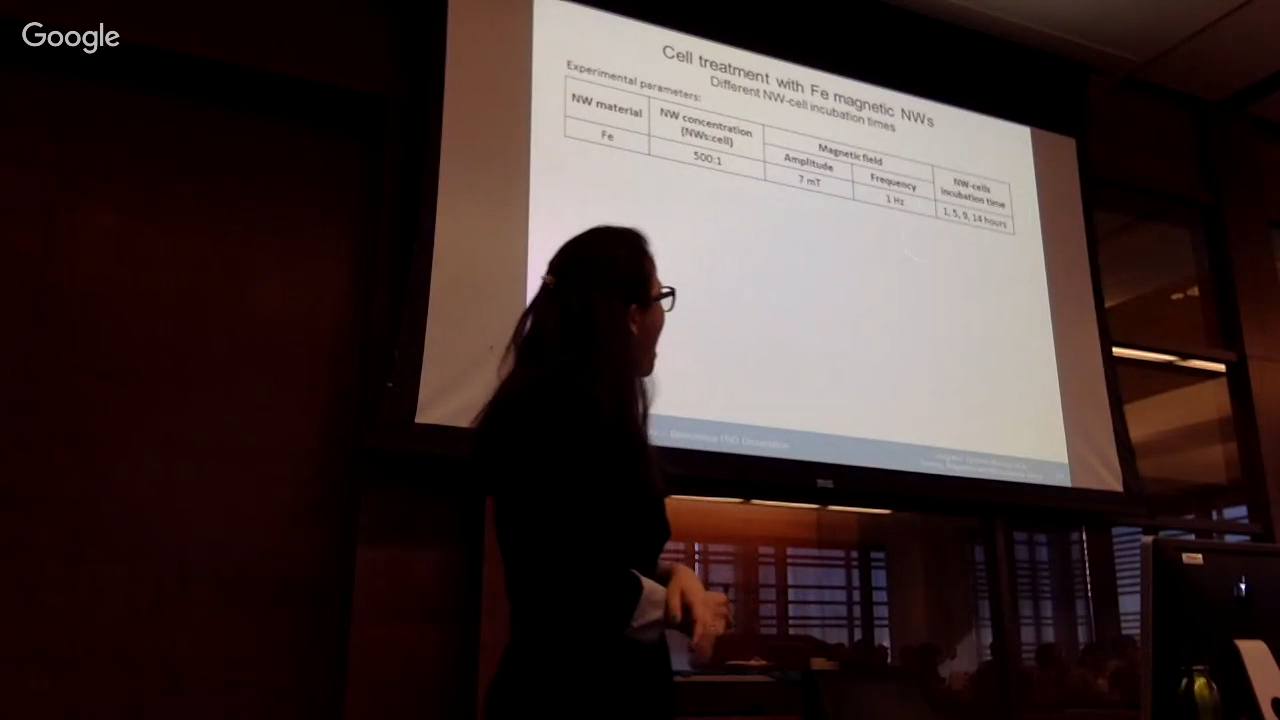 Google
Cell treatment with Fe magnetic NWs
Different NW-cell incubation times
Experimental parameters:
NW material
NW concentration
(NWs:cell)
Magnetic field
Amplitude
Frequency
NW-cells
incubation time
Fe
500:1
7 mT
1 Hz
1, 5, 9, 14 hours
PhD Dissertation